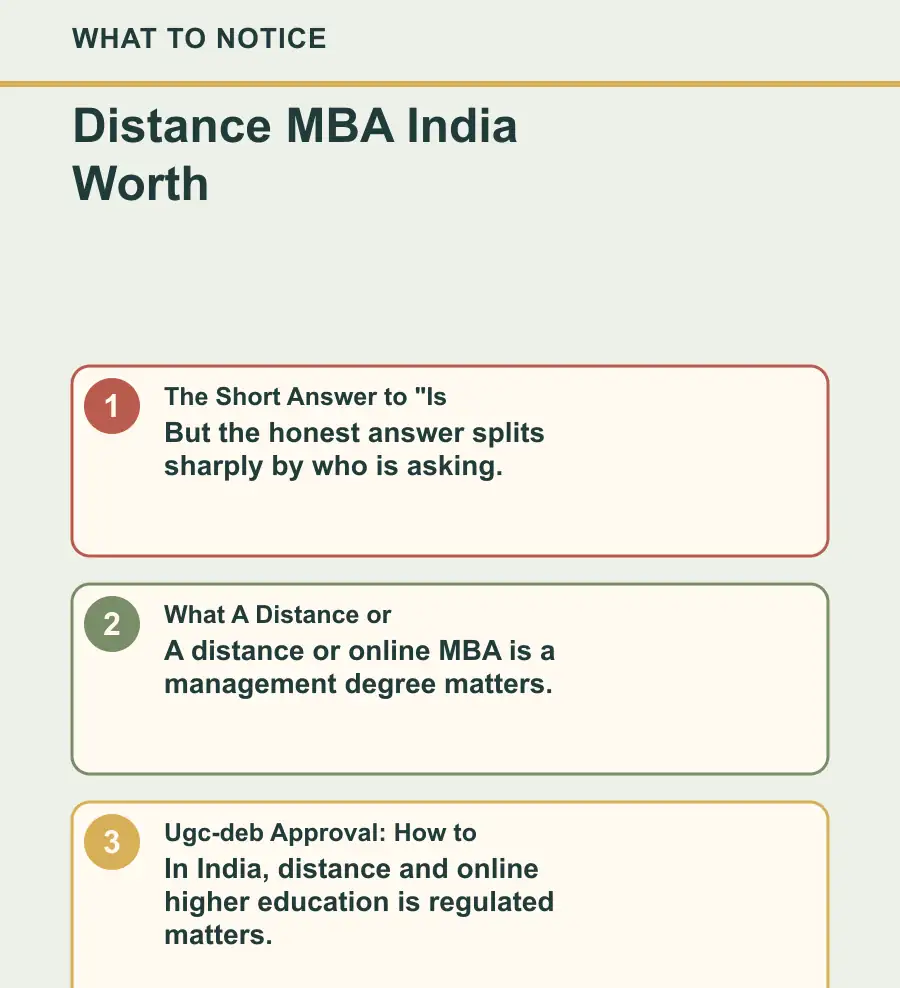 WHAT TO NOTICE
Distance MBA India
Worth
1
The Short Answer to "Is
But the honest answer splits
sharply by who is asking.
2
What A Distance or
A distance or online MBA is a
management degree matters.
3
Ugc-deb Approval: How to
In India, distance and online
higher education is regulated
matters.